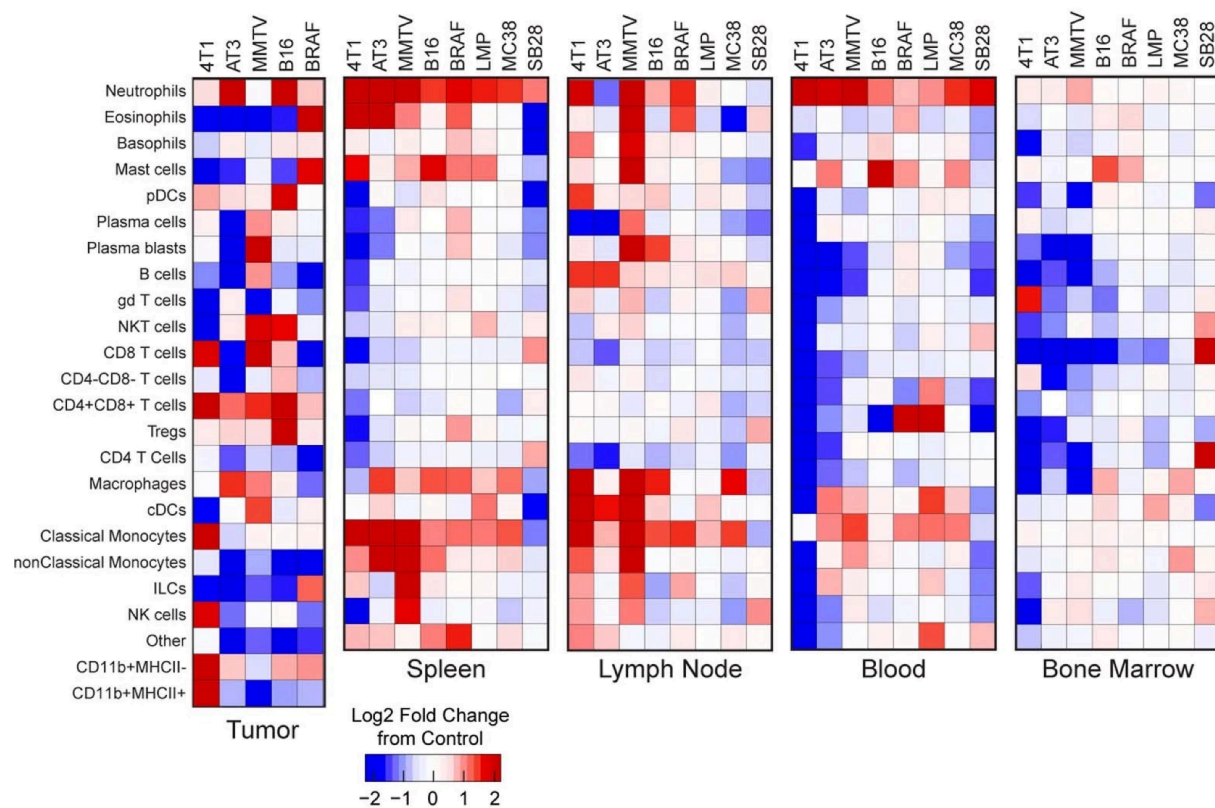 4T1 AT3 MMTV B16 BRAF
4T1 AT3 MMTV B16 BRAF LMP MC38 SB28
4T1 AT3 MMTV B16 BRAF LMP MC38 SB28
4T1 AT3 MMTV B16 BRAF LMP MC38 SB28
4T1 AT3 MMTV B16 BRAF LMP MC38 SB28
Neutrophils
Eosinophils
Basophils
Mast cells
pDCs
Plasma cells
Plasma blasts
B cells
gd T cells
NKT cells
CD8 T cells
CD4-CD8- T cells
CD4+CD8+ T cells
Tregs
CD4 T Cells
Macrophages
cDCs
Classical Monocytes
nonClassical Monocytes
ILCs
NK cells
Other
CD11b+MHCII-
CD11b+MHCII+
Tumor
Spleen
Lymph Node
Blood
Bone Marrow
Log2 Fold Change
from Control
−2 −1 0 1 2